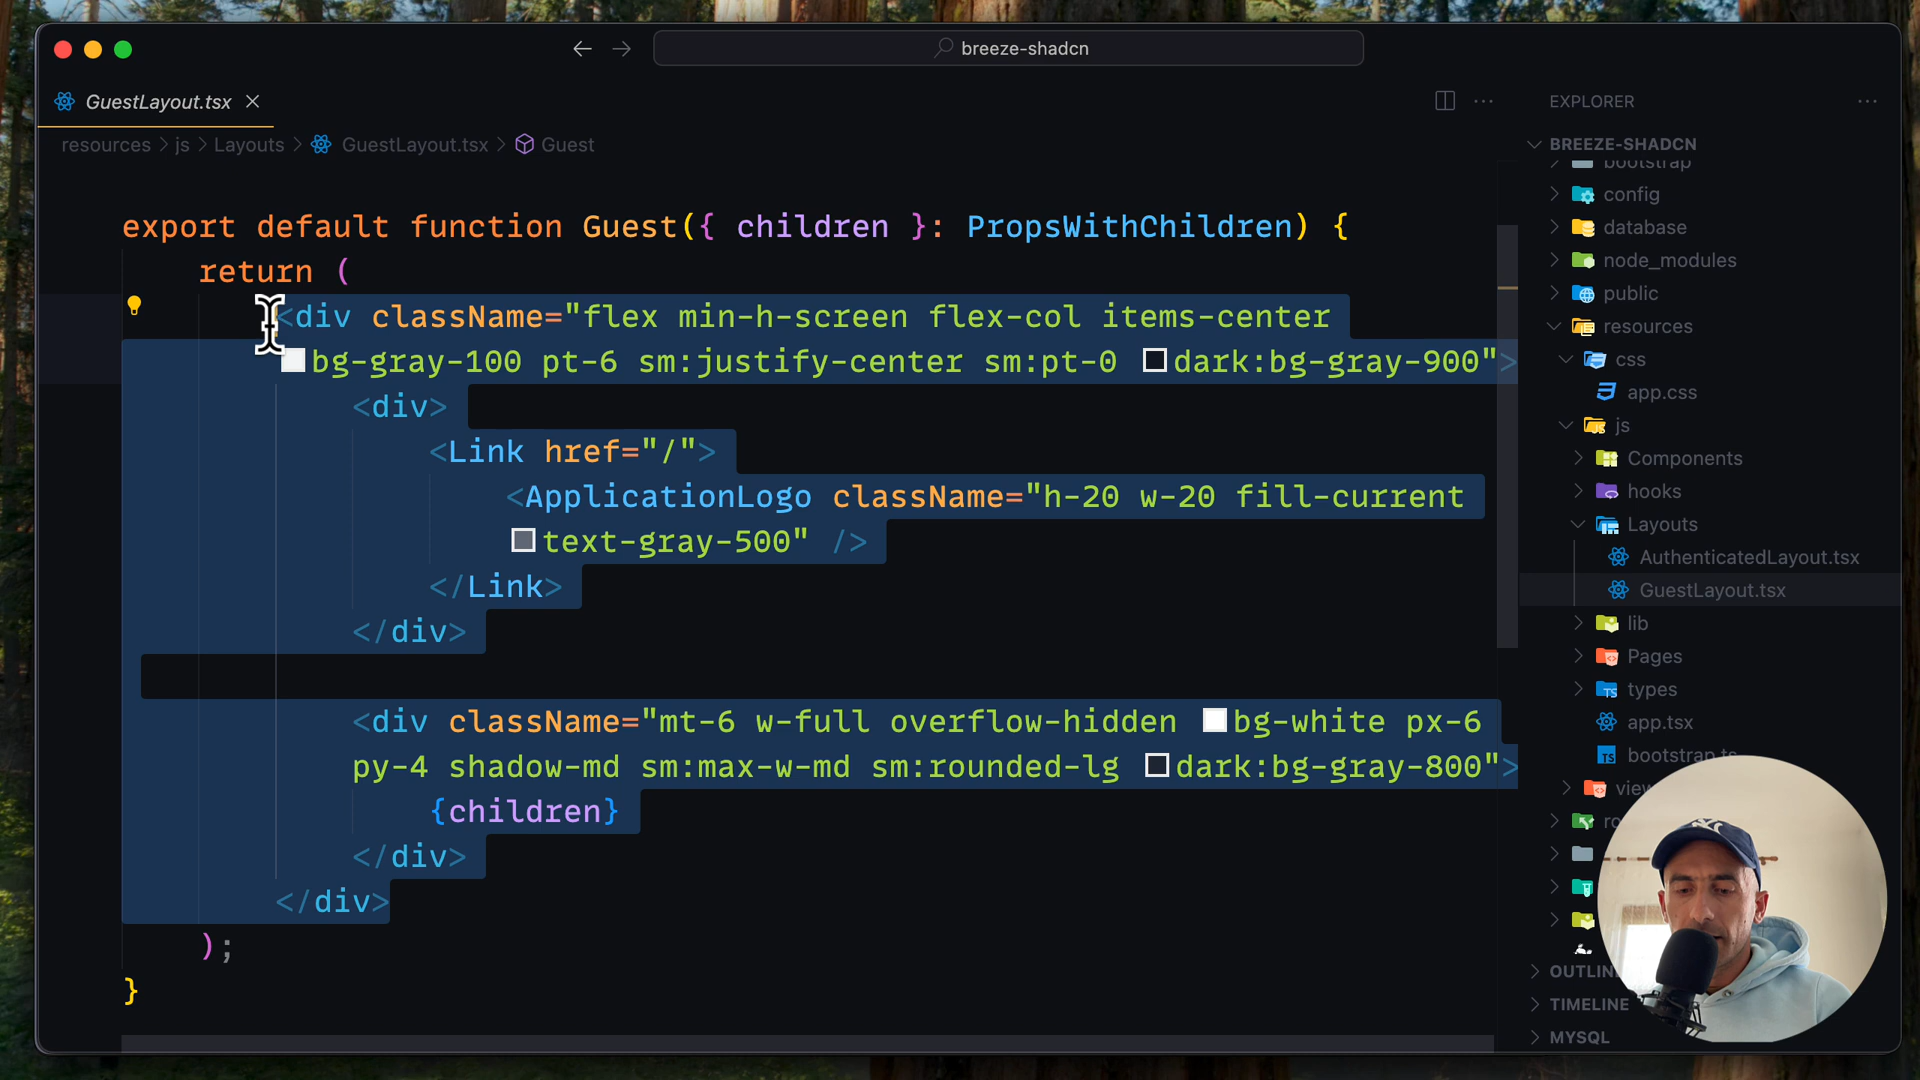 breeze-shadcn
GuestLayout.tsx
EXPLORER
resources > js > Layouts > GuestLayout.tsx > Guest
BREEZE-SHADCN
bootstrap
config
database
node_modules
public
resources
css
app.css
js
Components
hooks
Layouts
AuthenticatedLayout.tsx
GuestLayout.tsx
lib
Pages
types
app.tsx
bootstrap.ts
OUTLINE
TIMELINE
MYSQL
export default function Guest({ children }: PropsWithChildren) {
return (
<div className="flex min-h-screen flex-col items-center
bg-gray-100 pt-6 sm:justify-center sm:pt-0 dark:bg-gray-900">
<div>
<Link href="/">
<ApplicationLogo className="h-20 w-20 fill-current
text-gray-500" />
</Link>
</div>
<div className="mt-6 w-full overflow-hidden bg-white px-6
py-4 shadow-md sm:max-w-md sm:rounded-lg dark:bg-gray-800">
{children}
</div>
</div>
);
}